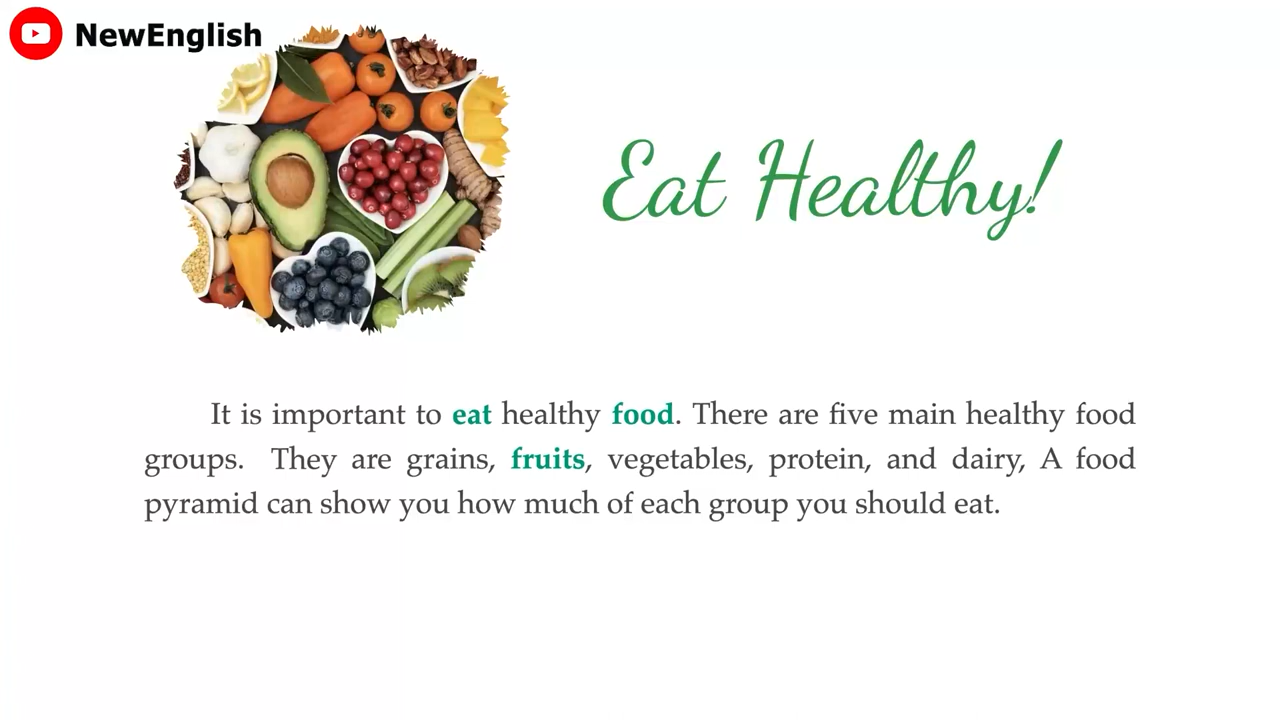 NewEnglish
Eat Healthy!
It is important to eat healthy food. There are five main healthy food
groups. They are grains, fruits, vegetables, protein, and dairy, A food
pyramid can show you how much of each group you should eat.